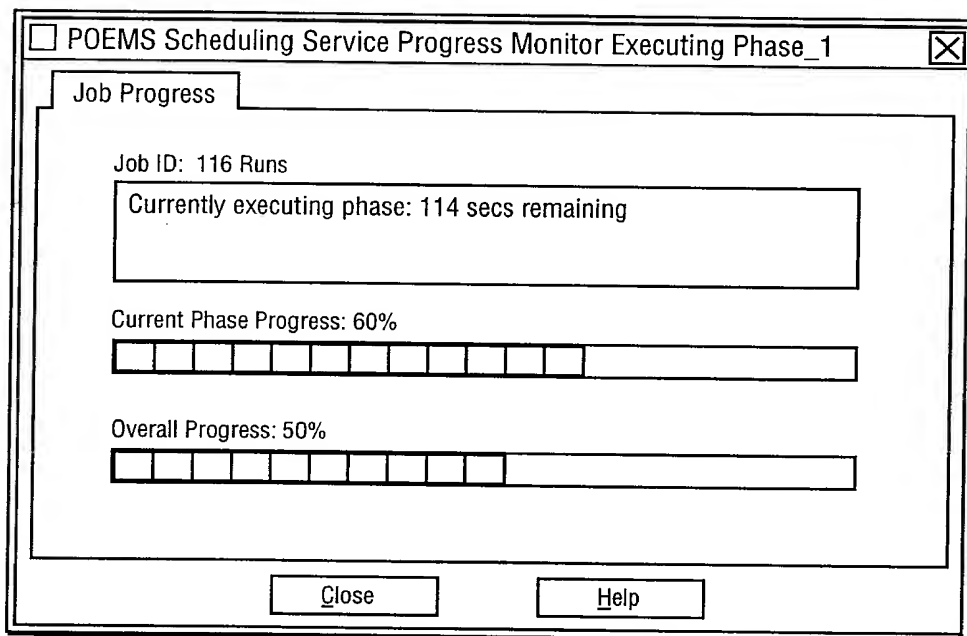 POEMS Scheduling Service Progress Monitor Executing Phase_1
Job Progress
Job ID: 116 Runs
Currently executing phase: 114 secs remaining
Current Phase Progress: 60%
Overall Progress: 50%
Close
Help